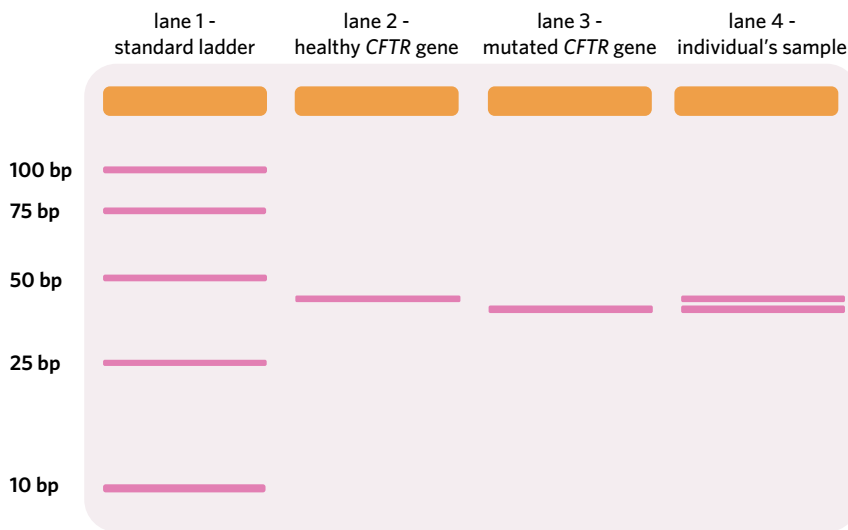 lane 1 -
standard ladder
lane 2 -
healthy CFTR gene
lane 3 -
mutated CFTR gene
lane 4 -
individual’s sample
100 bp
75 bp
50 bp
25 bp
10 bp